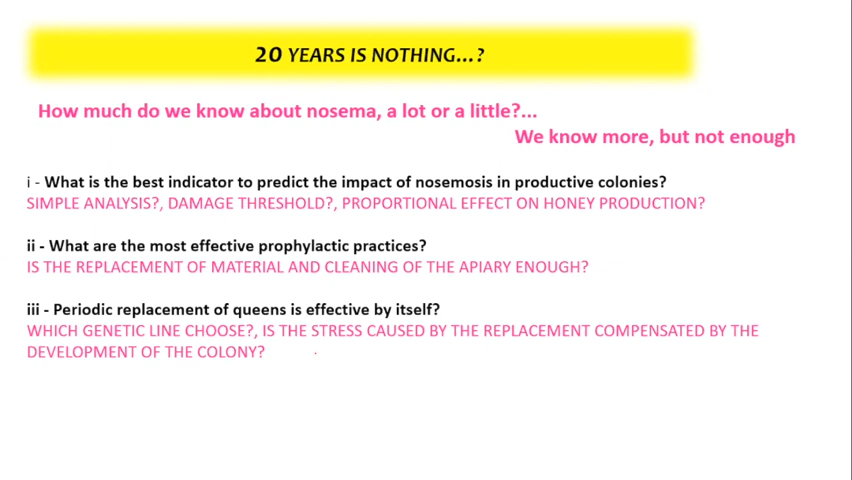 20 YEARS IS NOTHING...?
How much do we know about nosema, a lot or a little?...
We know more, but not enough
i - What is the best indicator to predict the impact of nosemosis in productive colonies?
SIMPLE ANALYSIS?, DAMAGE THRESHOLD?, PROPORTIONAL EFFECT ON HONEY PRODUCTION?
ii - What are the most effective prophylactic practices?
IS THE REPLACEMENT OF MATERIAL AND CLEANING OF THE APIARY ENOUGH?
iii - Periodic replacement of queens is effective by itself?
WHICH GENETIC LINE CHOOSE?, IS THE STRESS CAUSED BY THE REPLACEMENT COMPENSATED BY THE
DEVELOPMENT OF THE COLONY?